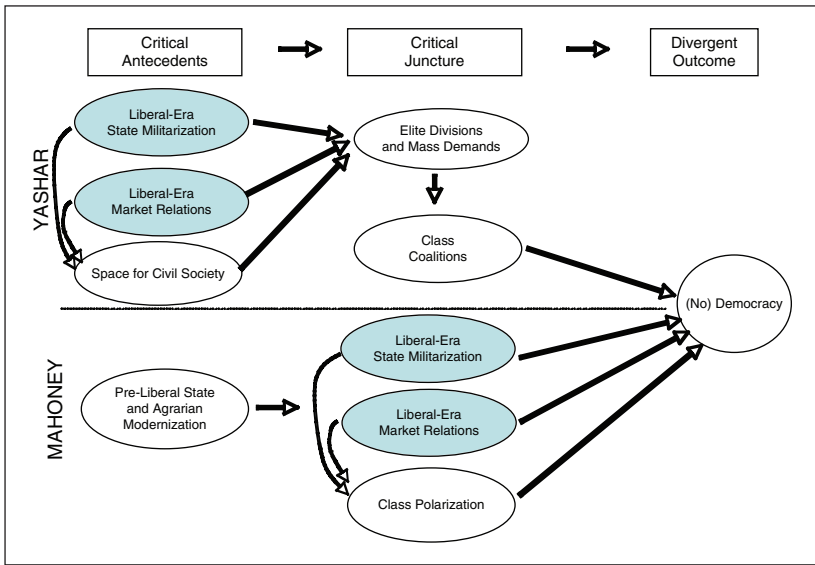 Critical
Antecedents
Critical
Juncture
Divergent
Outcome
YASHAR
Liberal-Era
State Militarization
Liberal-Era
Market Relations
Space for Civil Society
Elite Divisions
and Mass Demands
Class
Coalitions
(No) Democracy
MAHONEY
Pre-Liberal State
and Agrarian
Modernization
Liberal-Era
State Militarization
Liberal-Era
Market Relations
Class Polarization